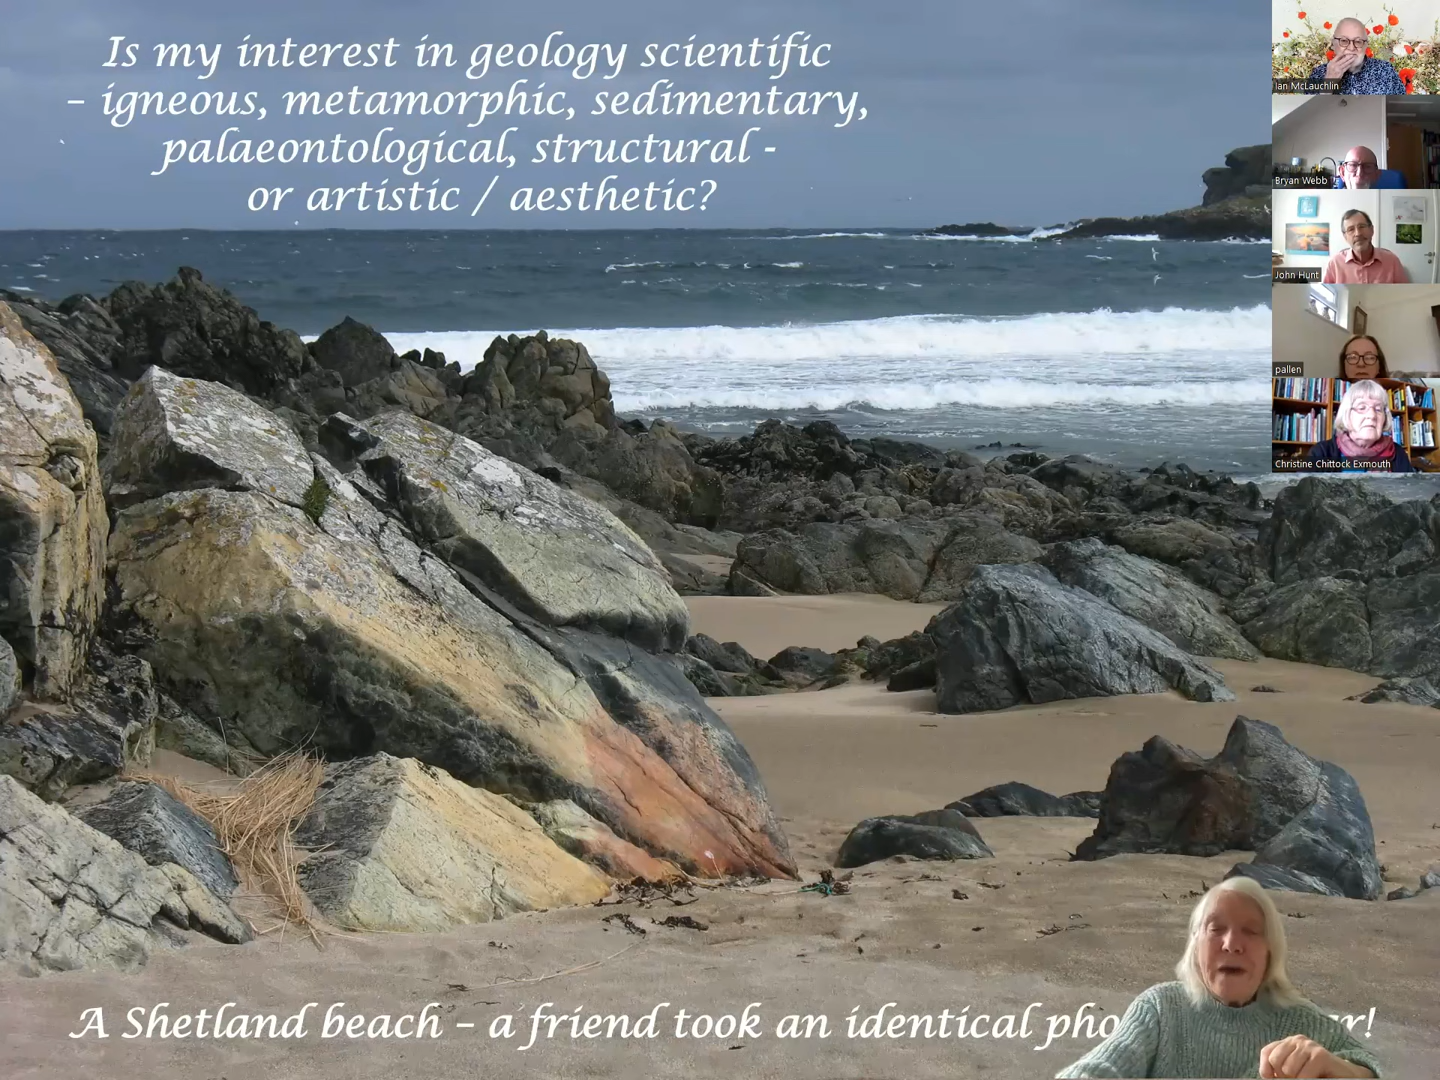 Is my interest in geology scientific
– igneous, metamorphic, sedimentary,
palaeontological, structural -
or artistic / aesthetic?
A Shetland beach – a friend took an identical
Ian McLauchlin
Bryan Webb
John Hunt
pallen
Christine Chittock Exmouth